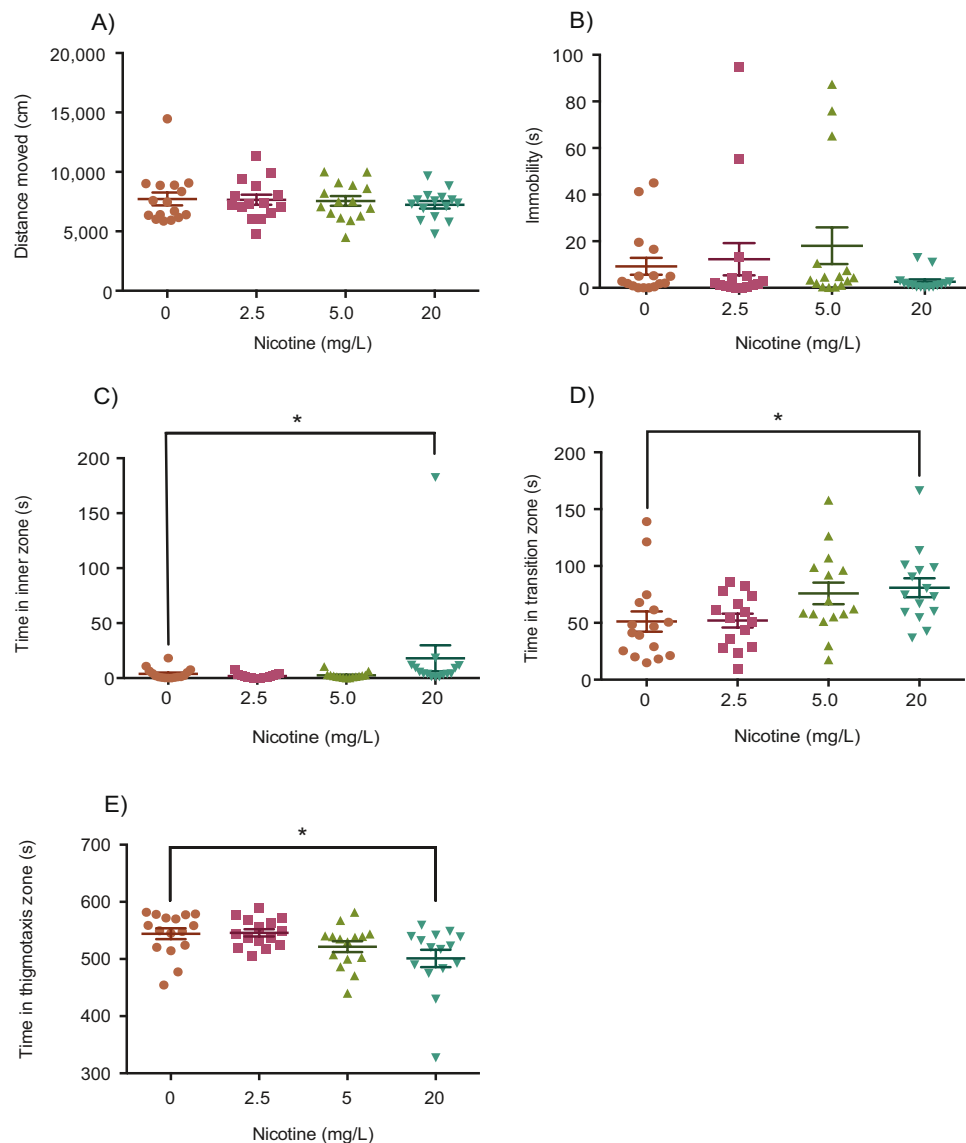 A)
20,000
15,000
10,000
5,000
0
Distance moved (cm)
0 2.5 5.0 20
Nicotine (mg/L)
B)
100
80
60
40
20
0
Immobility (s)
0 2.5 5.0 20
Nicotine (mg/L)
C)
*
200
150
100
50
0
Time in inner zone (s)
0 2.5 5.0 20
Nicotine (mg/L)
D)
*
200
150
100
50
0
Time in transition zone (s)
0 2.5 5.0 20
Nicotine (mg/L)
E)
*
700
600
500
400
300
Time in thigmotaxis zone (s)
0 2.5 5 20
Nicotine (mg/L)